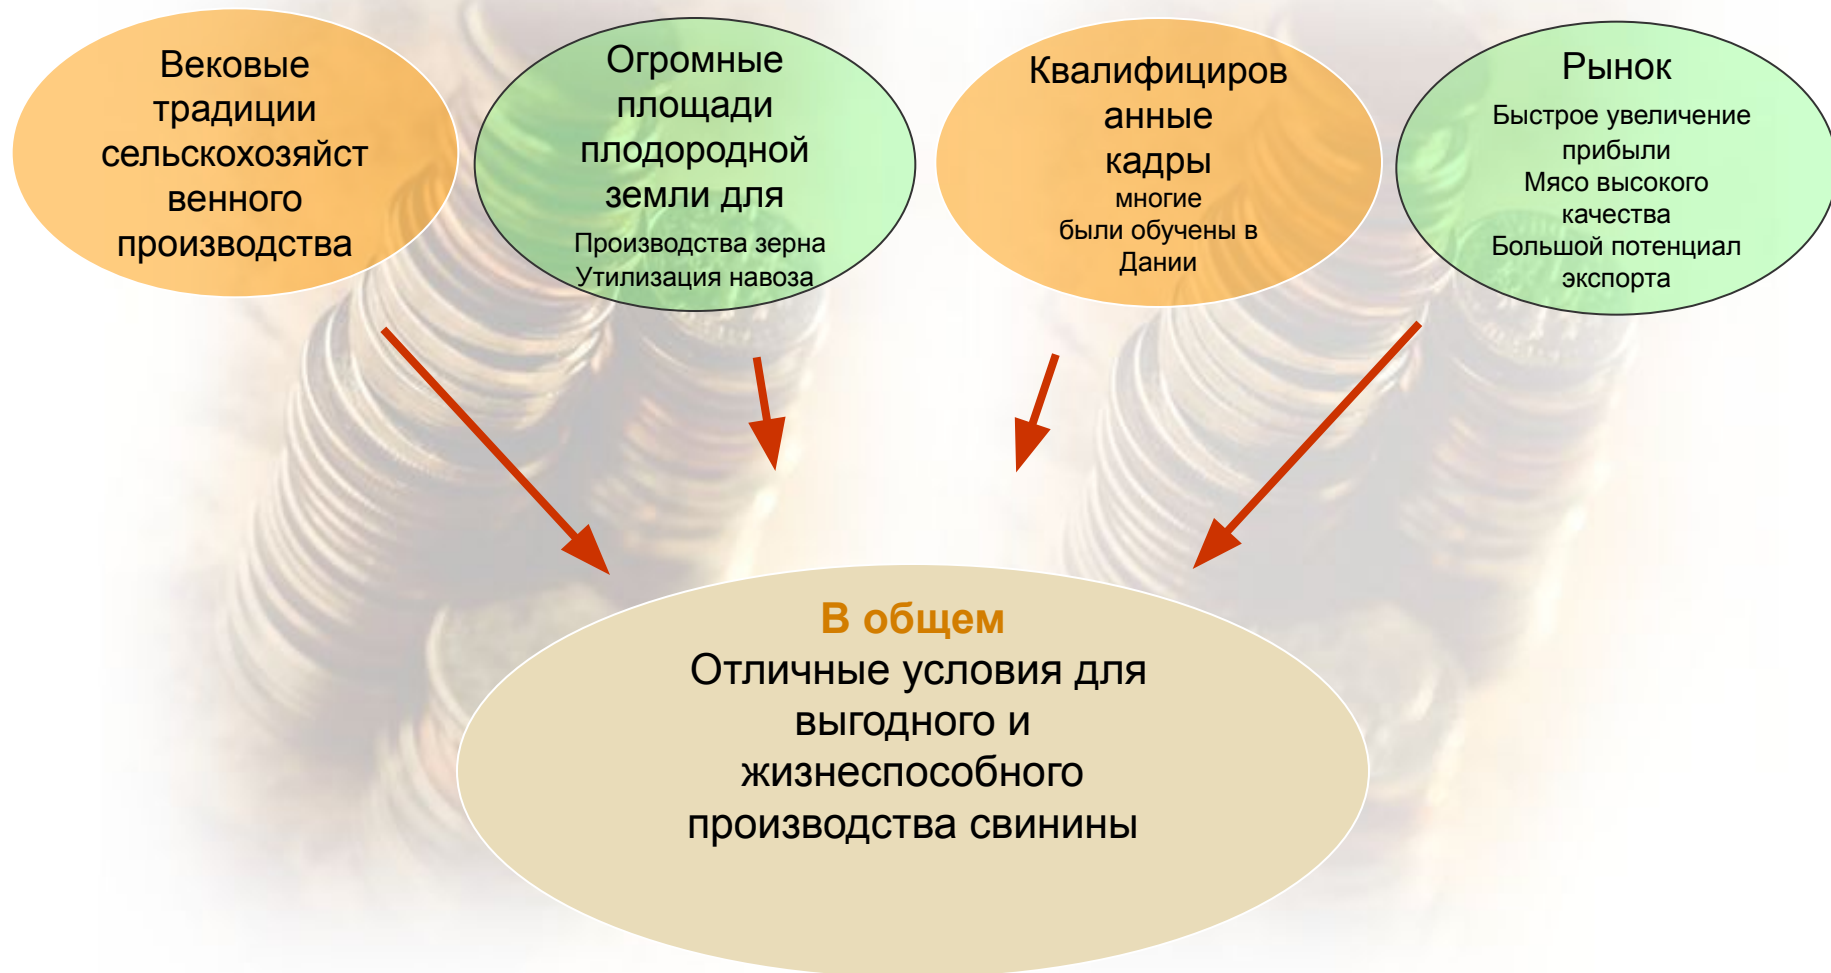 Вековые
традиции
сельскохозяйст
венного
производства
Огромные
площади
плодородной
земли для
Производства зерна
Утилизация навоза
Квалифициров
анные
кадры
многие
были обучены в
Дании
Рынок
Быстрое увеличение
прибыли
Мясо высокого
качества
Большой потенциал
экспорта
В общем
Отличные условия для
выгодного и
жизнеспособного
производства свинины